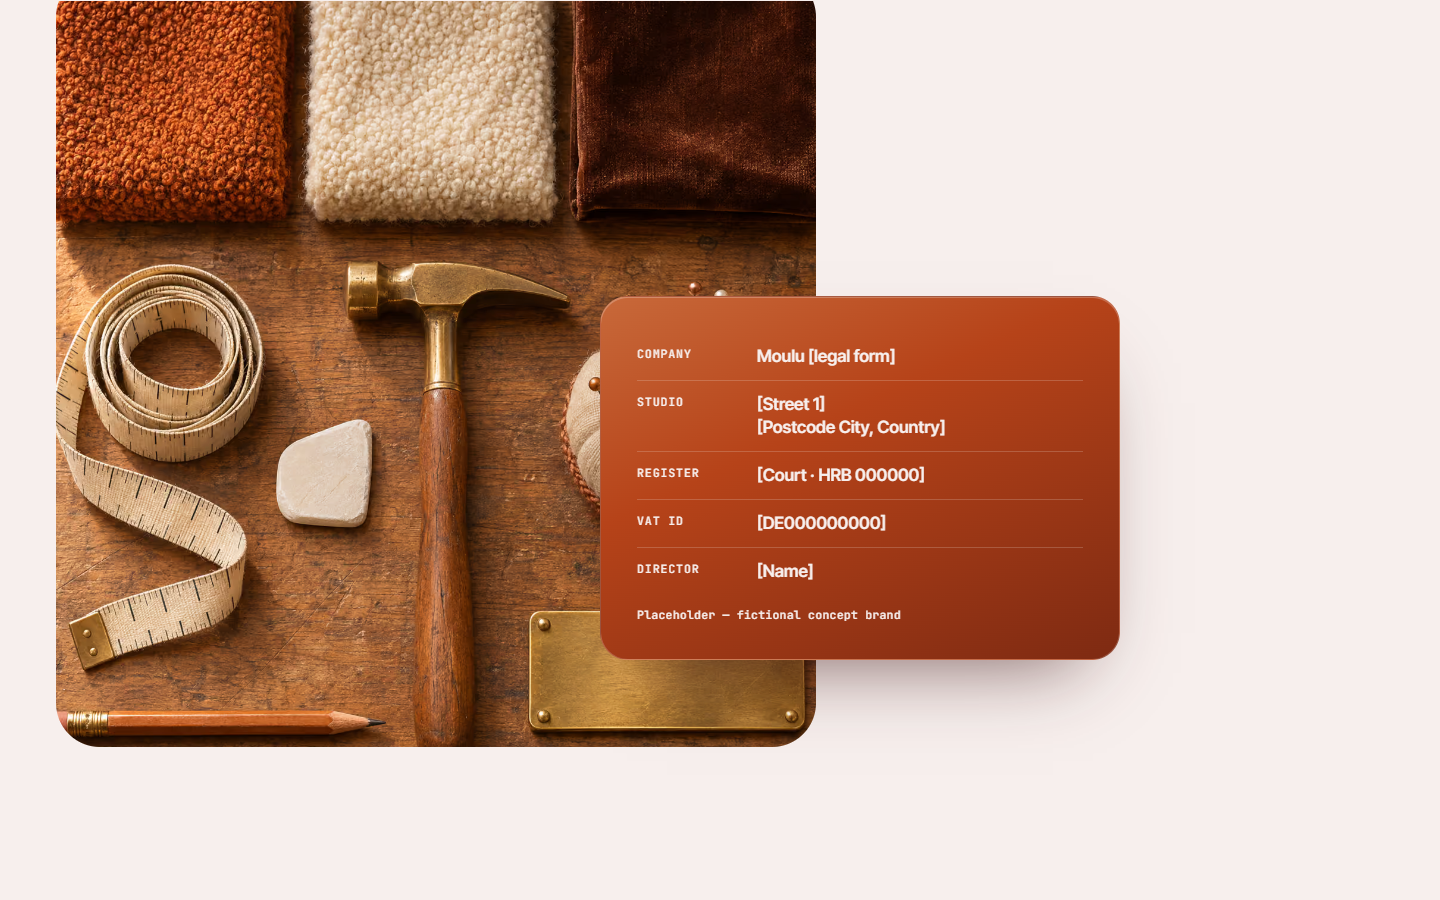 COMPANY Moulu [legal form]
STUDIO [Street 1]
[Postcode City, Country]
REGISTER [Court · HRB 000000]
VAT ID [DE000000000]
DIRECTOR [Name]
Placeholder — fictional concept brand